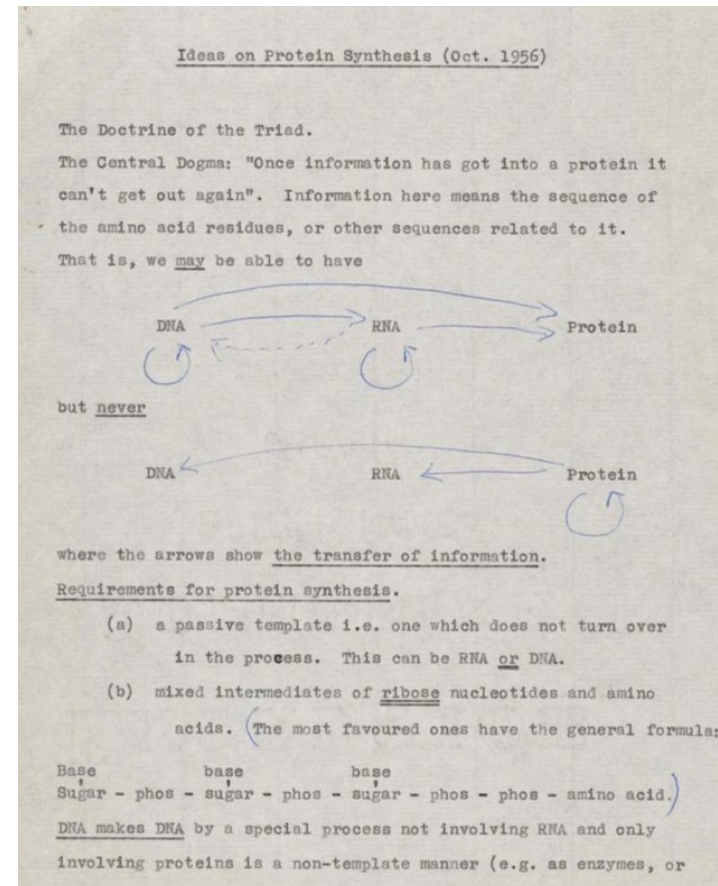 Ideas on Protein Synthesis (Oct. 1956)
The Doctrine of the Triad.
The Central Dogma: "Once information has got into a protein it
can't get out again". Information here means the sequence of
the amino acid residues, or other sequences related to it.
That is, we may be able to have
DNA RNA Protein
but never
DNA RNA Protein
where the arrows show the transfer of information.
Requirements for protein synthesis.
(a) a passive template i.e. one which does not turn over
in the process. This can be RNA or DNA.
(b) mixed intermediates of ribose nucleotides and amino
acids. (The most favoured ones have the general formula;
Base base base
Sugar - phos - sugar - phos - sugar - phos - phos - amino acid.)
DNA makes DNA by a special process not involving RNA and only
involving proteins is a non-template manner (e.g. as enzymes, or